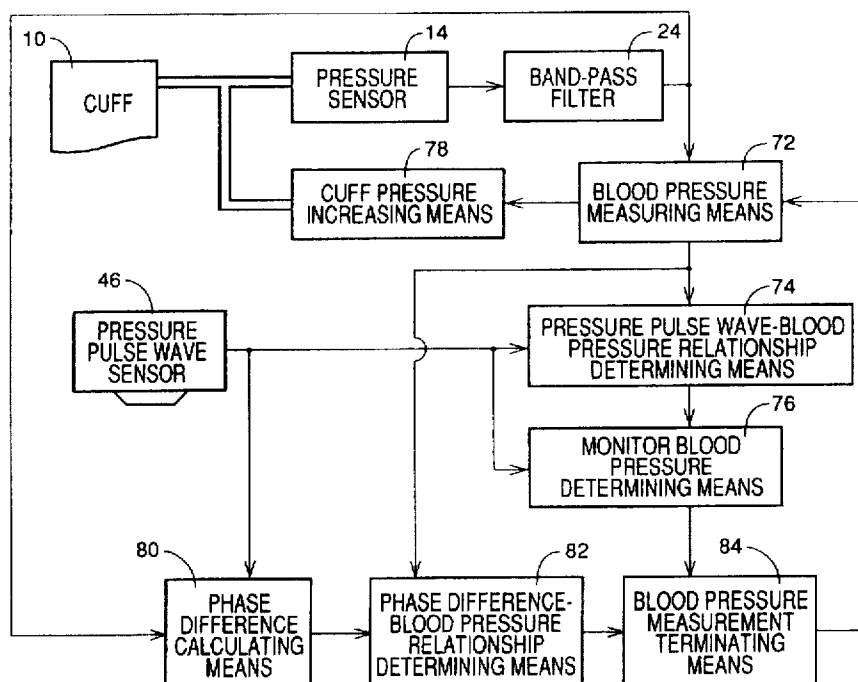 10
CUFF
14
PRESSURE
SENSOR
24
BAND-PASS
FILTER
78
CUFF PRESSURE
INCREASING MEANS
72
BLOOD PRESSURE
MEASURING MEANS
46
PRESSURE
PULSE WAVE
SENSOR
74
PRESSURE PULSE WAVE-BLOOD
PRESSURE RELATIONSHIP
DETERMINING MEANS
76
MONITOR BLOOD
PRESSURE
DETERMINING MEANS
80
PHASE
DIFFERENCE
CALCULATING
MEANS
82
PHASE DIFFERENCE-
BLOOD PRESSURE
RELATIONSHIP
DETERMINING MEANS
84
BLOOD PRESSURE
MEASUREMENT
TERMINATING
MEANS